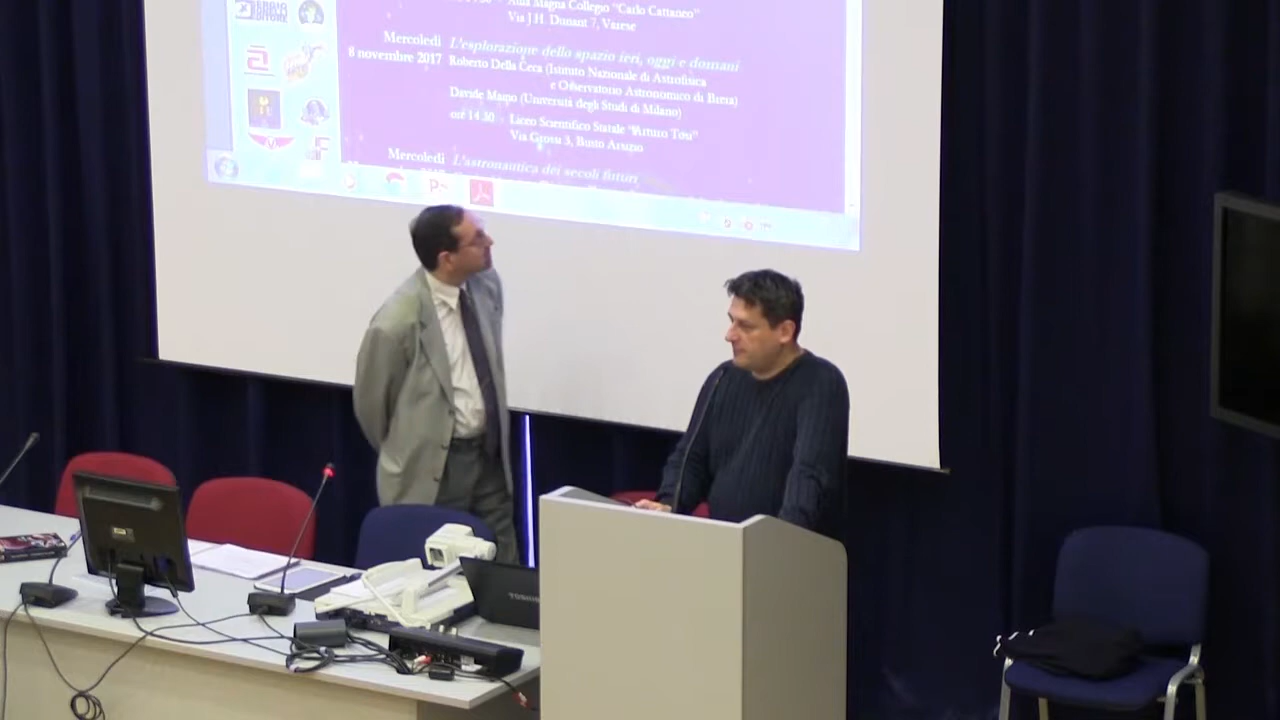 Aula Magna Collegio "Carlo Cattaneo"
Via J.H. Dunant 7, Varese
Mercoledì L'esplorazione dello spazio ieri, oggi e domani
8 novembre 2017 Roberto Della Ceca (Istituto Nazionale di Astrofisica
e Osservatorio Astronomico di Brera)
Davide Maino (Università degli Studi di Milano)
ore 14.30 - Liceo Scientifico Statale "Arturo Tosi"
Via Grossi 3, Busto Arsizio
Mercoledì L'astronautica dei secoli futuri
TOSHIBA